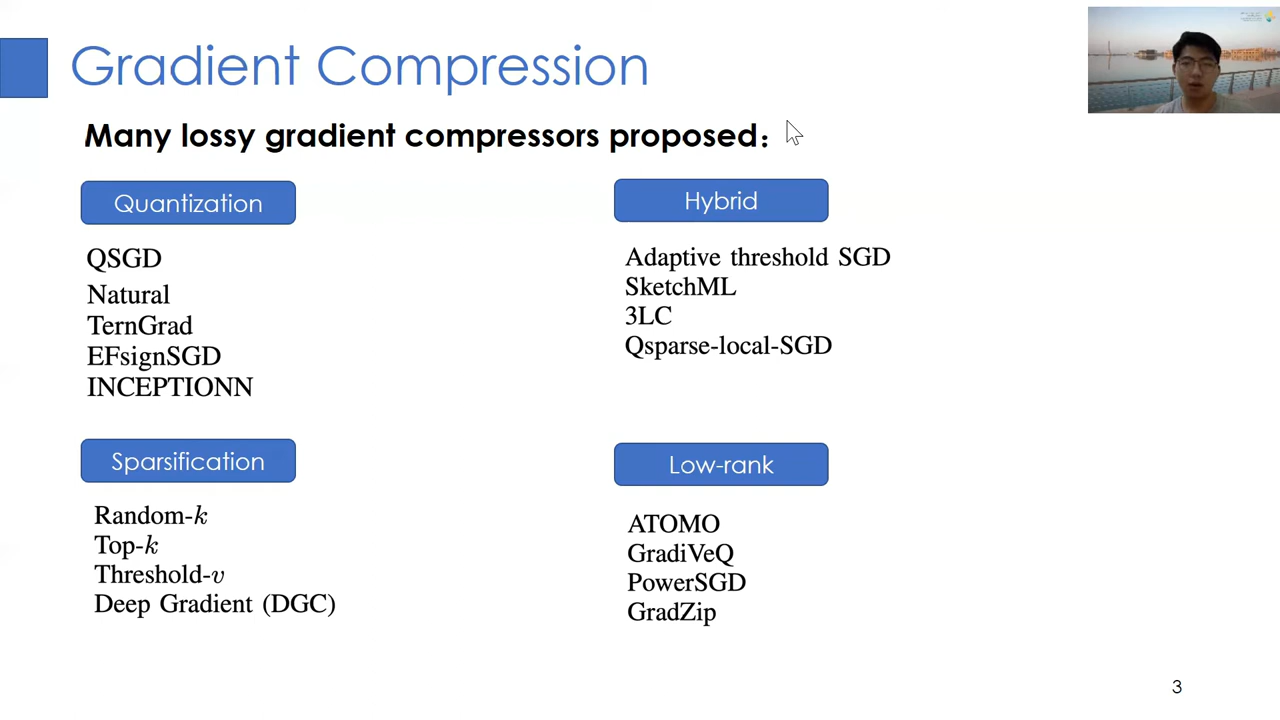 Gradient Compression
Many lossy gradient compressors proposed：
Quantization
QSGD
Natural
TernGrad
EFsignSGD
INCEPTIONN
Hybrid
Adaptive threshold SGD
SketchML
3LC
Qsparse-local-SGD
Sparsification
Random-k
Top-k
Threshold-v
Deep Gradient (DGC)
Low-rank
ATOMO
GradiVeQ
PowerSGD
GradZip
3